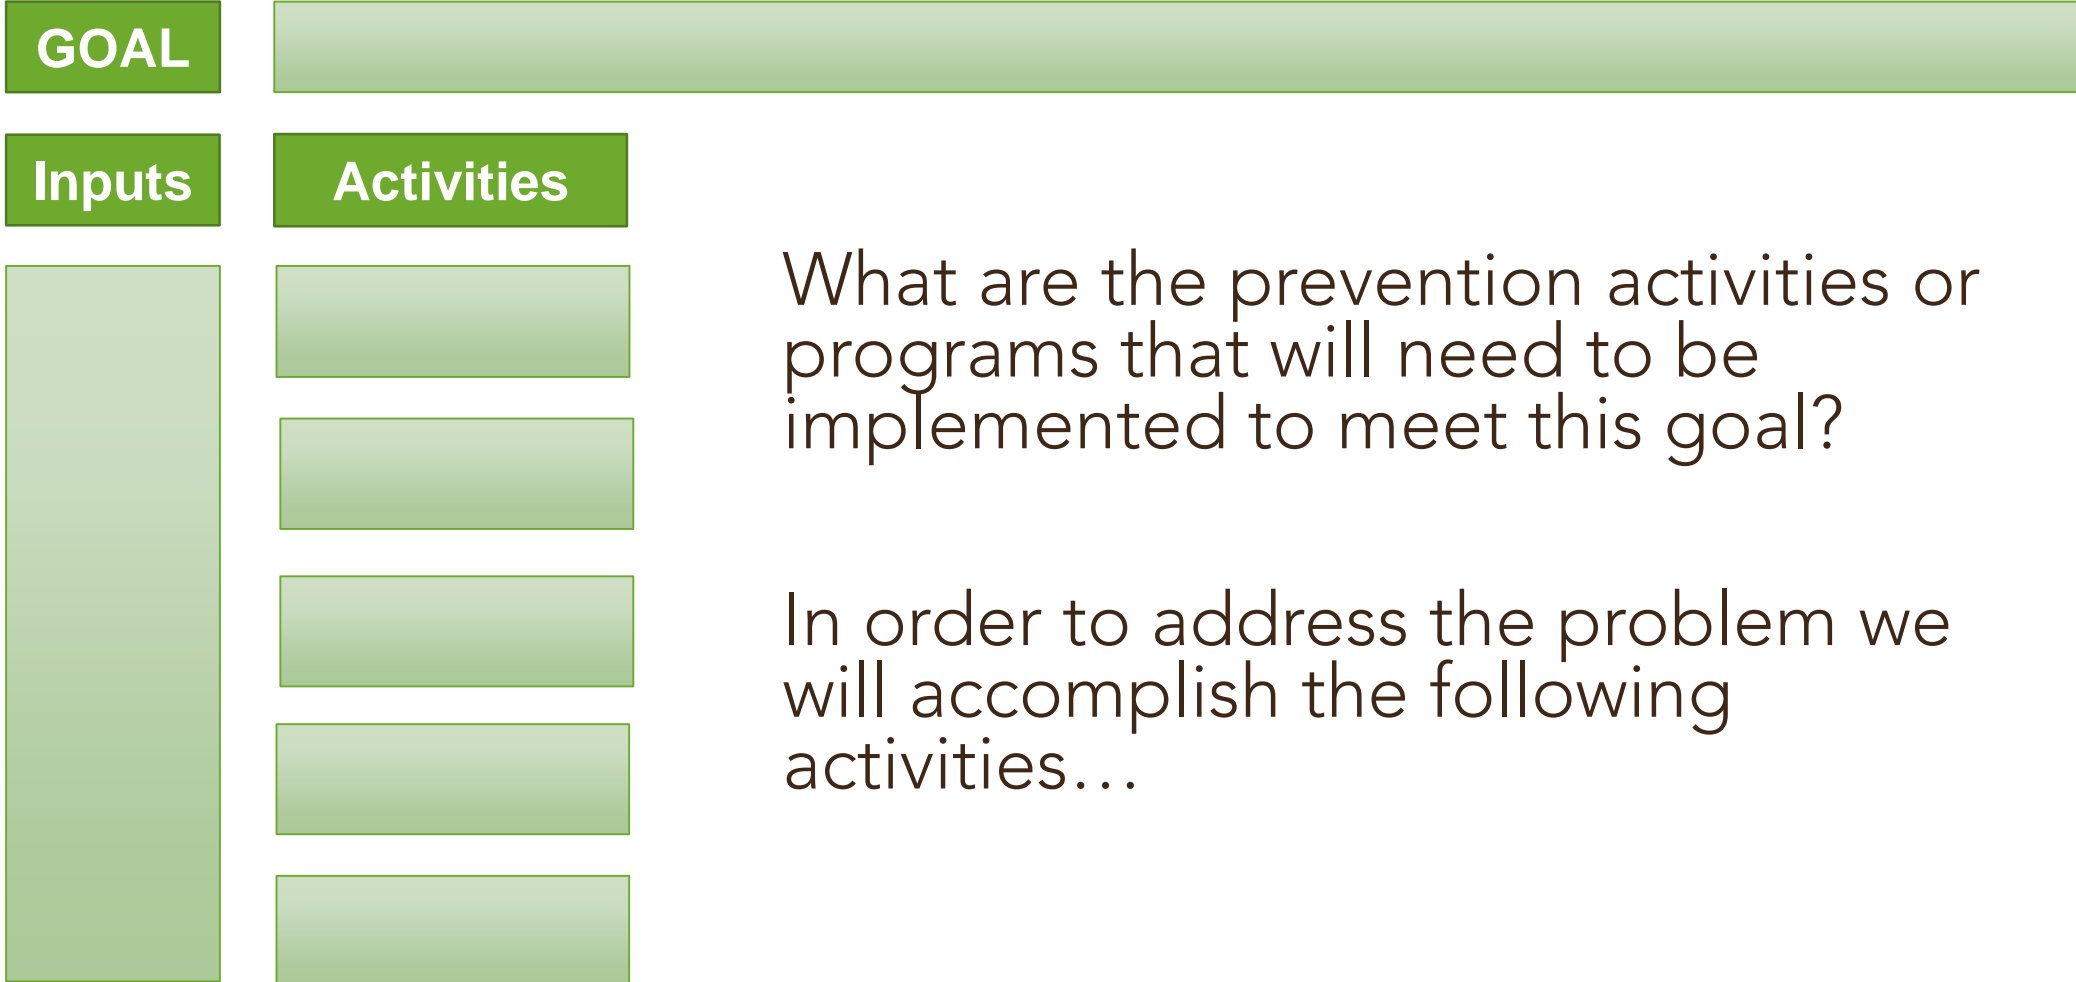 GOAL
Inputs
Activities
What are the prevention activities or
programs that will need to be
implemented to meet this goal?
In order to address the problem we
will accomplish the following
activities…